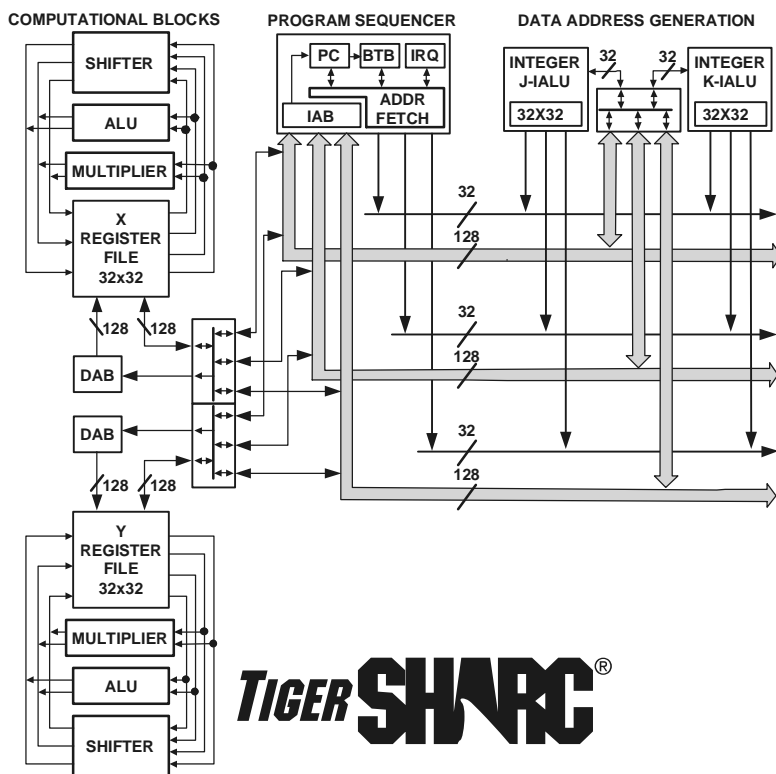 COMPUTATIONAL BLOCKS
PROGRAM SEQUENCER
DATA ADDRESS GENERATION
SHIFTER
ALU
MULTIPLIER
X
REGISTER
FILE
32x32
128
128
DAB
PC
BTB
IRQ
ADDR
FETCH
IAB
INTEGER
J-IALU
32X32
32
32
INTEGER
K-IALU
32X32
32
128
32
128
32
128
DAB
128
128
Y
REGISTER
FILE
32x32
MULTIPLIER
ALU
SHIFTER
TIGER SHARC®